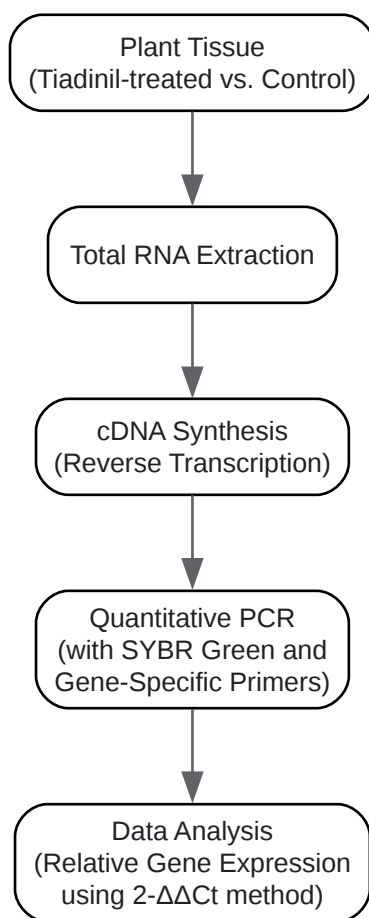 Plant Tissue
(Tiadinil-treated vs. Control)
Total RNA Extraction
cDNA Synthesis
(Reverse Transcription)
Quantitative PCR
(with SYBR Green and
Gene-Specific Primers)
Data Analysis
(Relative Gene Expression
using 2-ΔΔCt method)